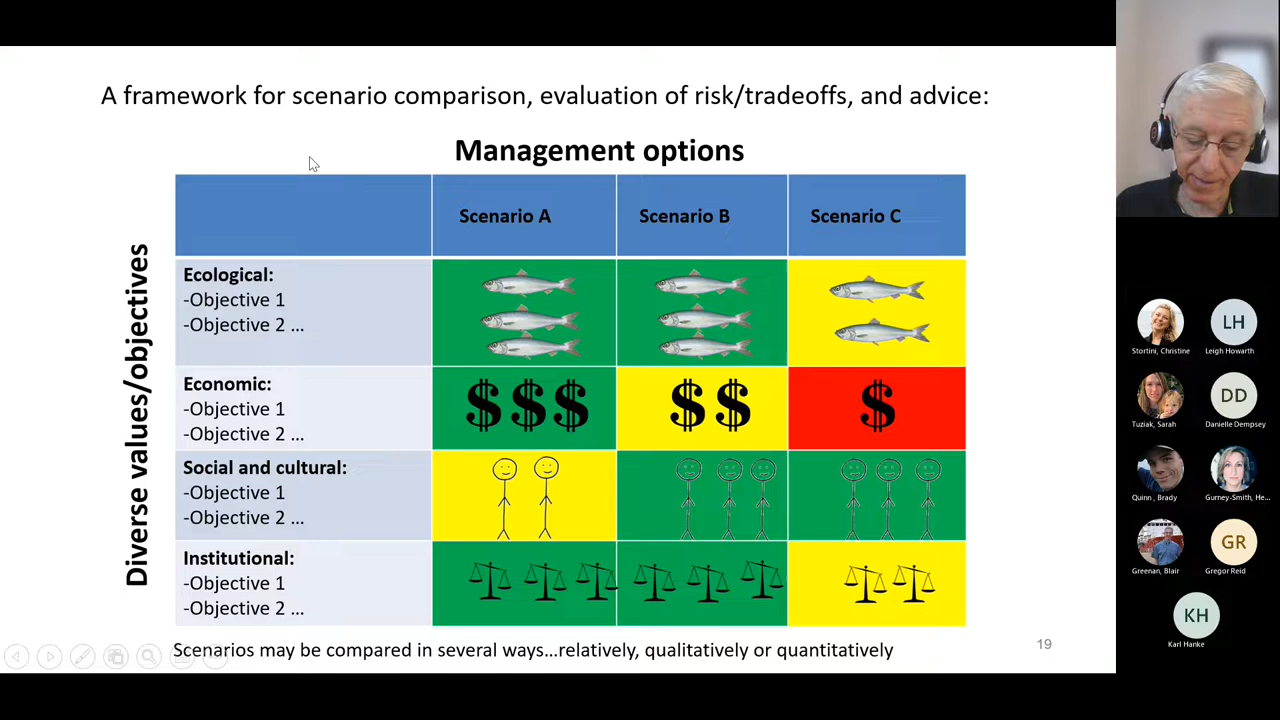 A framework for scenario comparison, evaluation of risk/tradeoffs, and advice:
Management options
Diverse values/objectives
Scenario A
Scenario B
Scenario C
Ecological:
-Objective 1
-Objective 2 ...
Economic:
-Objective 1
-Objective 2 ...
$ $ $
$ $
$
Social and cultural:
-Objective 1
-Objective 2 ...
Institutional:
-Objective 1
-Objective 2 ...
Scenarios may be compared in several ways...relatively, qualitatively or quantitatively
19
Stortini, Christine
LH
Leigh Howarth
Tuziak, Sarah
DD
Danielle Dempsey
Quinn, Brady
Gurney-Smith, He...
Greenan, Blair
GR
Gregor Reid
KH
Karl Hanke